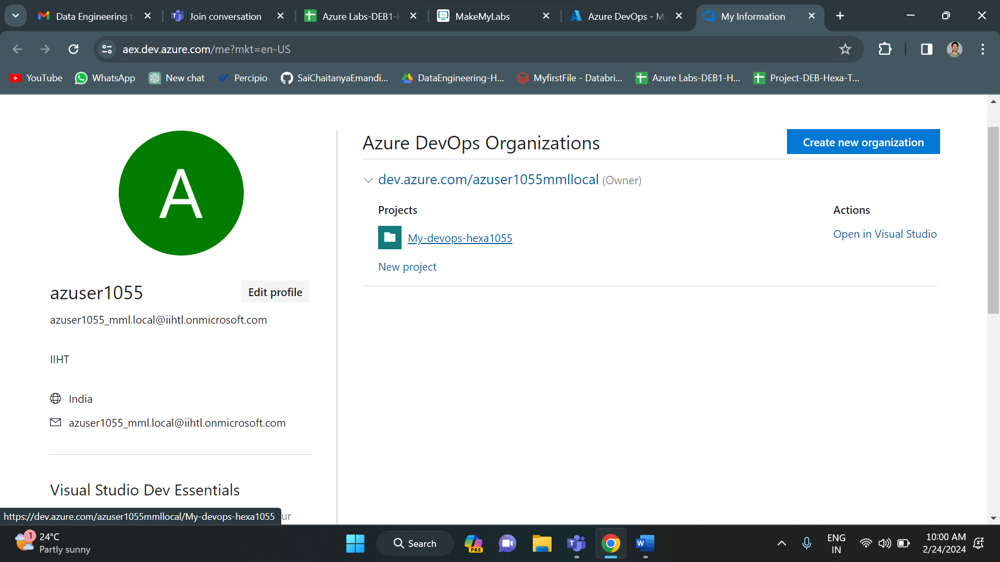 Data Engineering t
Join conversation
Azure Labs-DEB1-H
MakeMyLabs
Azure DevOps - Mi
My Information
aex.dev.azure.com/me?mkt=en-US
YouTube
WhatsApp
New chat
Percipio
SaiChaitanyaEmandi...
DataEngineering-H...
MyfirstFile - Databri...
Azure Labs-DEB1-H...
Project-DEB-Hexa-T...
A
azuser1055
Edit profile
azuser1055_mml.local@iihtl.onmicrosoft.com
IIHT
India
azuser1055_mml.local@iihtl.onmicrosoft.com
Visual Studio Dev Essentials
ur
Azure DevOps Organizations
Create new organization
dev.azure.com/azuser1055mmllocal (Owner)
Projects
Actions
My-devops-hexa1055
Open in Visual Studio
New project
https://dev.azure.com/azuser1055mmllocal/My-devops-hexa1055
1
24°C
Partly sunny
Search
PRE
T
W
ENG
IN
10:00 AM
2/24/2024